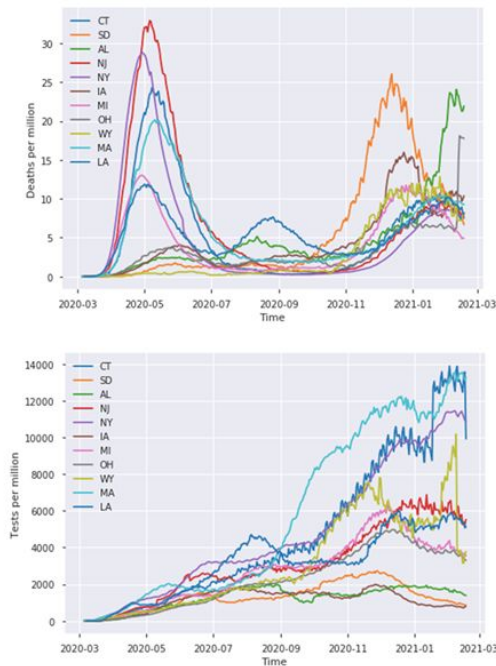 Deaths per million
30
25
20
15
10
5
0
CT
SD
AL
NJ
NY
IA
MI
OH
WY
MA
LA
2020-03 2020-05 2020-07 2020-09 2020-11 2021-01 2021-03
Time
Tests per million
14000
12000
10000
8000
6000
4000
2000
0
CT
SD
AL
NJ
NY
IA
MI
OH
WY
MA
LA
2020-03 2020-05 2020-07 2020-09 2020-11 2021-01 2021-03
Time